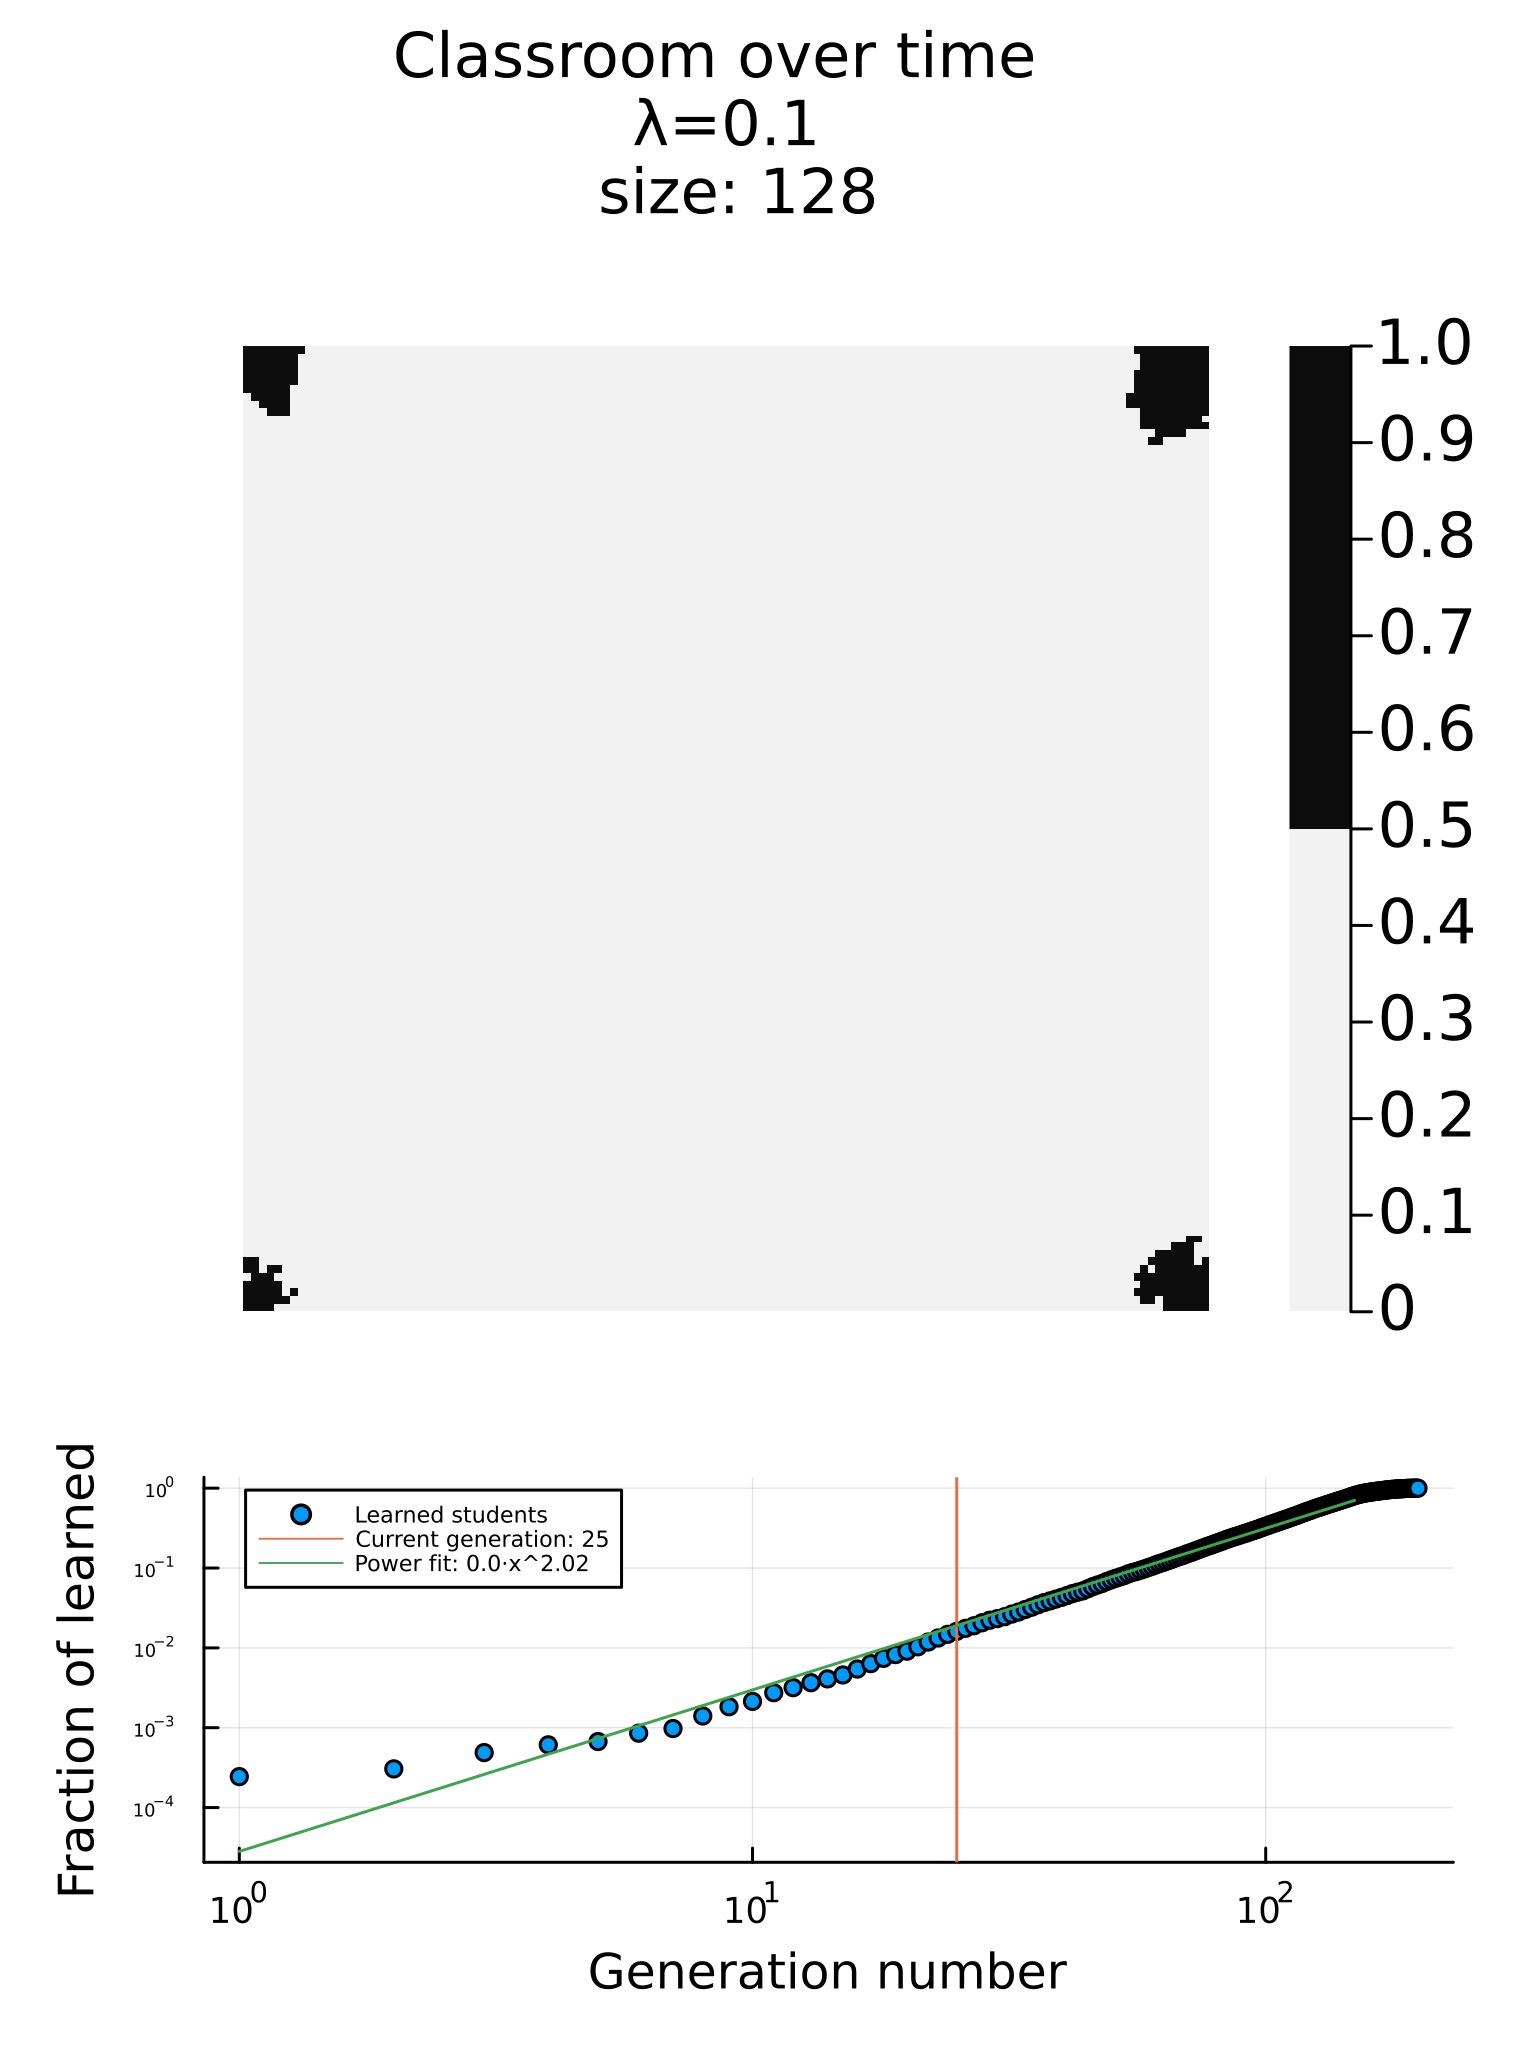 Classroom over time
λ=0.1
size: 128
1.0
0.9
0.8
0.7
0.6
0.5
0.4
0.3
0.2
0.1
0
Fraction of learned
10^0
10^-1
10^-2
10^-3
10^-4
Learned students
Current generation: 25
Power fit: 0.0·x^2.02
10^0
10^1
10^2
Generation number